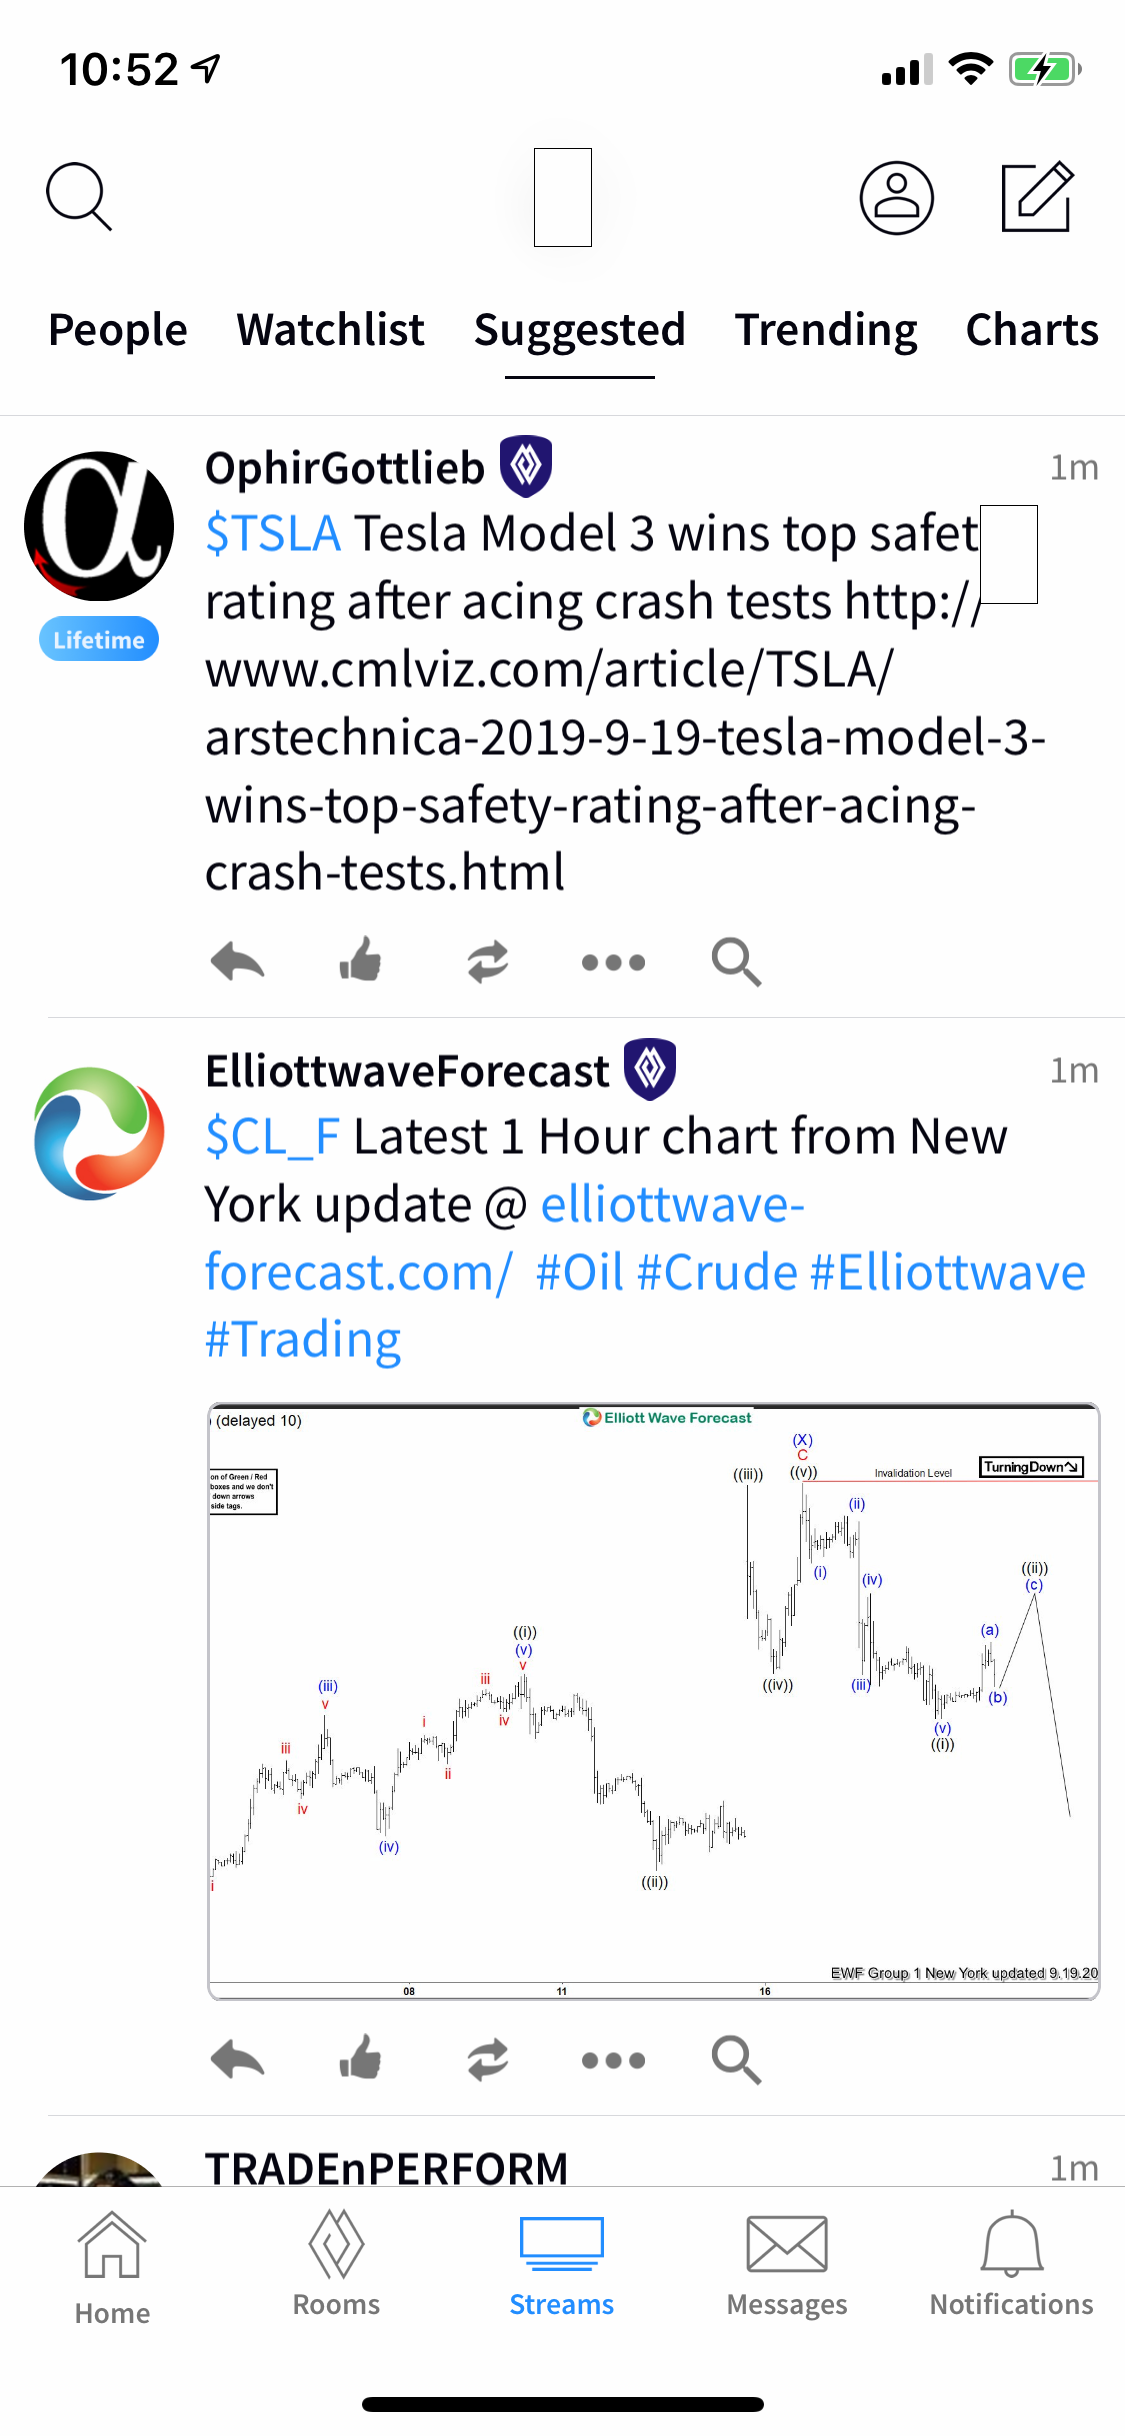 10:52
People Watchlist Suggested Trending Charts
OphirGottlieb 1m
$TSLA Tesla Model 3 wins top safet
rating after acing crash tests http://
www.cmlviz.com/article/TSLA/
arstechnica-2019-9-19-tesla-model-3-
wins-top-safety-rating-after-acing-
crash-tests.html
Lifetime
ElliottwaveForecast 1m
$CL_F Latest 1 Hour chart from New
York update @ elliottwave-
forecast.com/ #Oil #Crude #Elliottwave
#Trading
(delayed 10)
Elliott Wave Forecast
on of Green / Red
boxes and we don't
down arrows
side tags.
(X)
C
((iii)) ((v)) Invalidation Level TurningDown
(ii)
(i) (iv)
((ii))
(c)
((i))
(v)
v
(a)
iii
(iii)
v
((iv)) (iii) (b)
i iv
(v)
((i))
iii
ii
iv
(iv)
((ii))
i
EWF Group 1 New York updated 9.19.20
08 11 16
TRADEnPERFORM 1m
Home Rooms Streams Messages Notifications